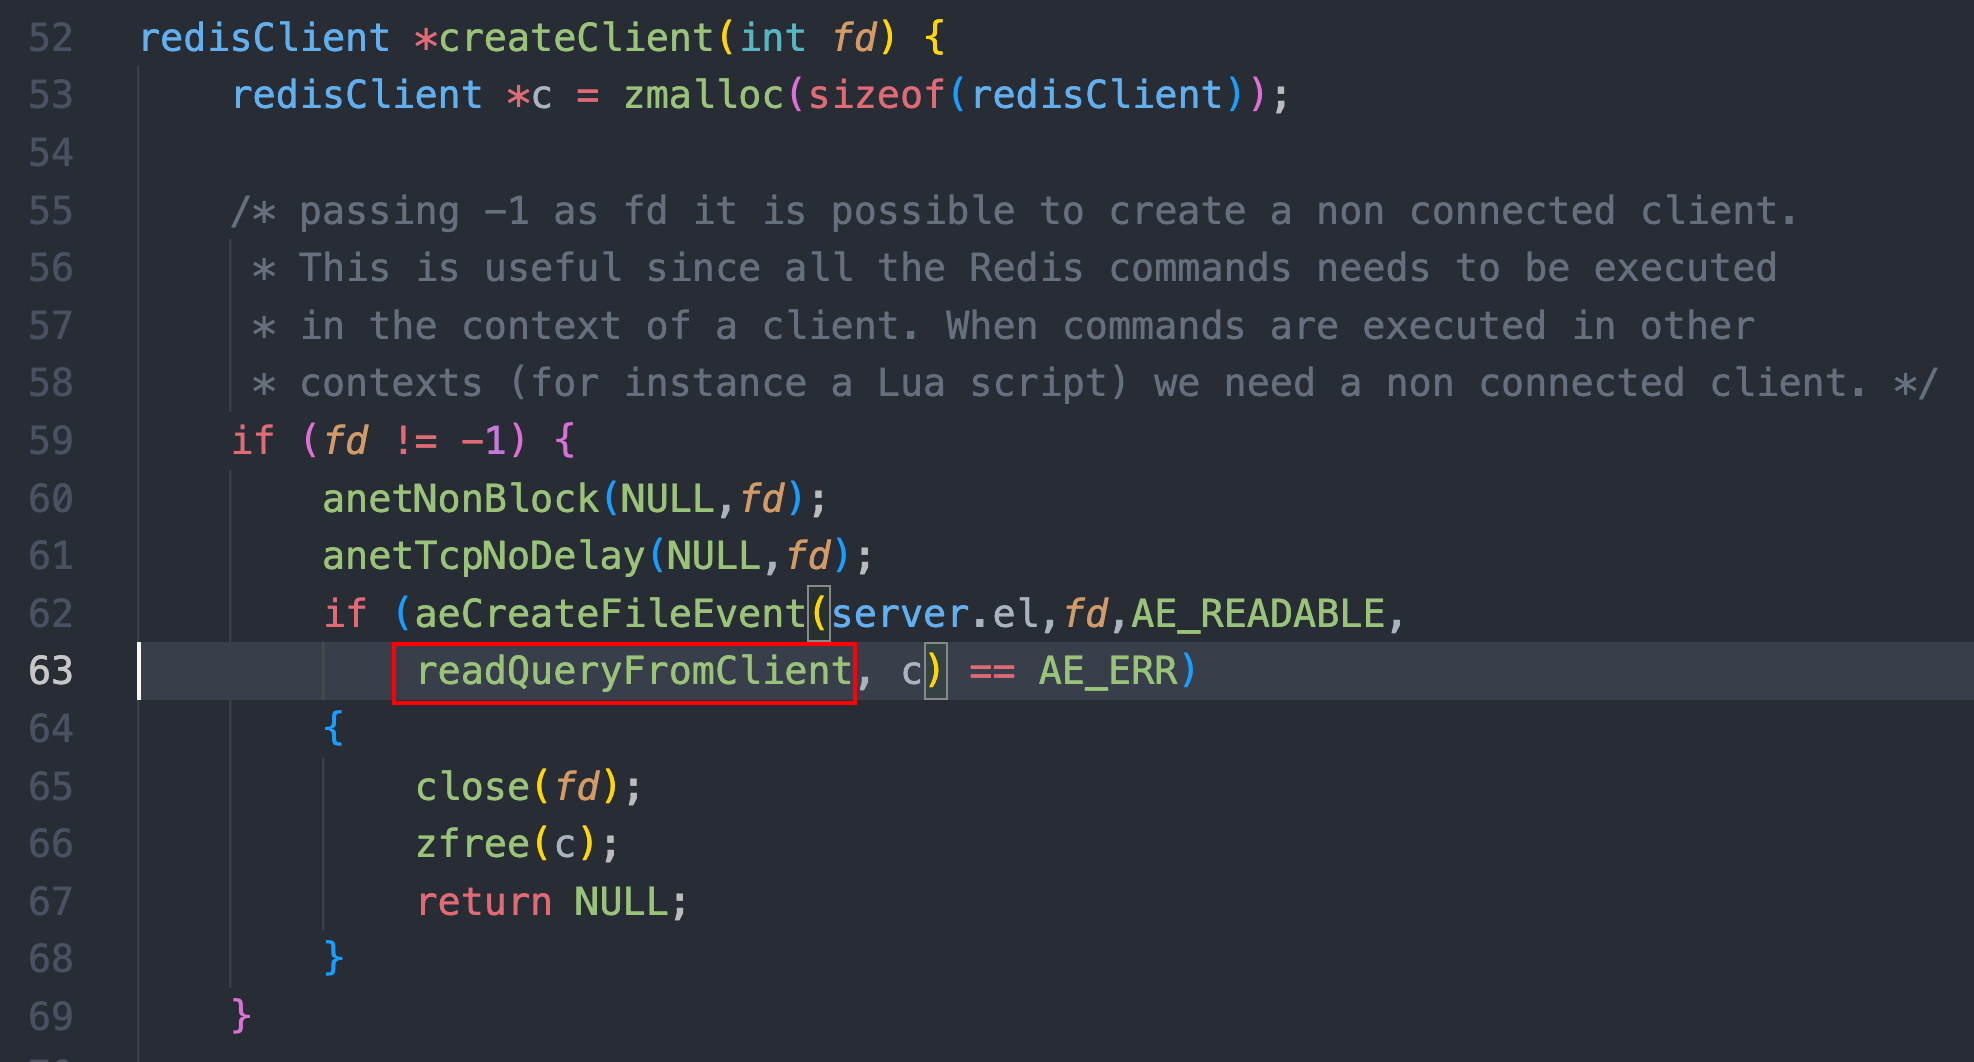 52 redisClient *createClient(int fd) {
53     redisClient *c = zmalloc(sizeof(redisClient));
54
55     /* passing -1 as fd it is possible to create a non connected client.
56      * This is useful since all the Redis commands needs to be executed
57      * in the context of a client. When commands are executed in other
58      * contexts (for instance a Lua script) we need a non connected client. */
59     if (fd != -1) {
60         anetNonBlock(NULL,fd);
61         anetTcpNoDelay(NULL,fd);
62         if (aeCreateFileEvent(server.el,fd,AE_READABLE,
63             readQueryFromClient, c) == AE_ERR)
64         {
65             close(fd);
66             zfree(c);
67             return NULL;
68         }
69     }